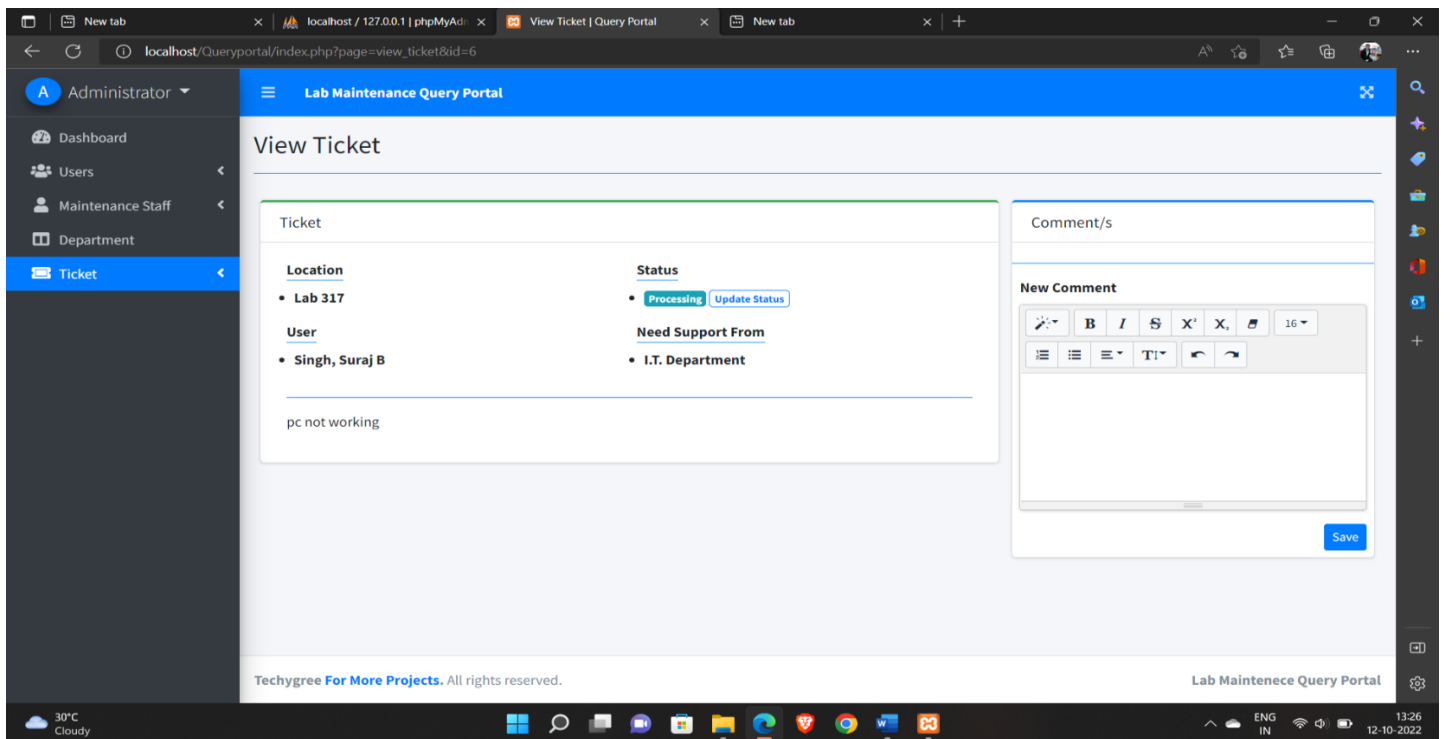 New tab
localhost / 127.0.0.1 | phpMyAdn
View Ticket | Query Portal
New tab
localhost/Queryportal/index.php?page=view_ticket&id=6
A Administrator
Lab Maintenance Query Portal
Dashboard
Users
Maintenance Staff
Department
Ticket
View Ticket
Ticket
Location
• Lab 317
Status
• Processing Update Status
User
• Singh, Suraj B
Need Support From
• I.T. Department
pc not working
Comment/s
New Comment
B I S X² X, 16
TI
Save
Techygree For More Projects. All rights reserved.
Lab Maintenece Query Portal
30°C
Cloudy
ENG
IN
13:26
12-10-2022